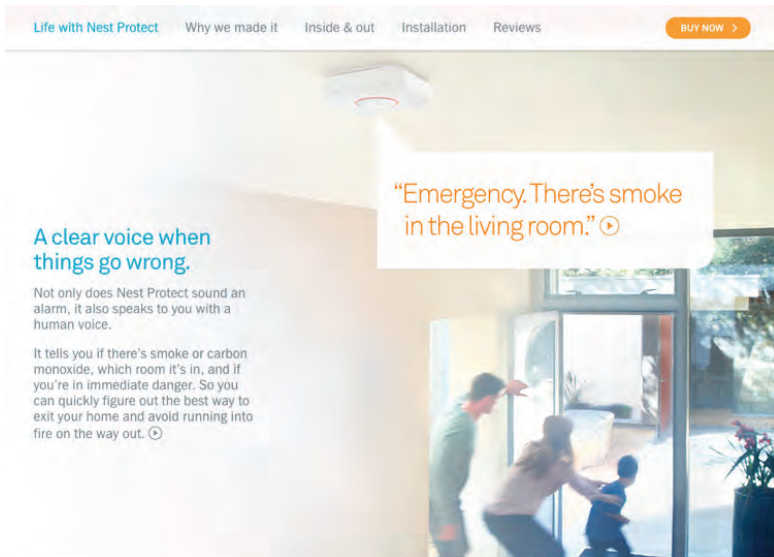 Life with Nest Protect Why we made it Inside & out Installation Reviews BUY NOW
“Emergency. There’s smoke
in the living room.”
A clear voice when
things go wrong.
Not only does Nest Protect sound an
alarm, it also speaks to you with a
human voice.
It tells you if there’s smoke or carbon
monoxide, which room it’s in, and if
you’re in immediate danger. So you
can quickly figure out the best way to
exit your home and avoid running into
fire on the way out.